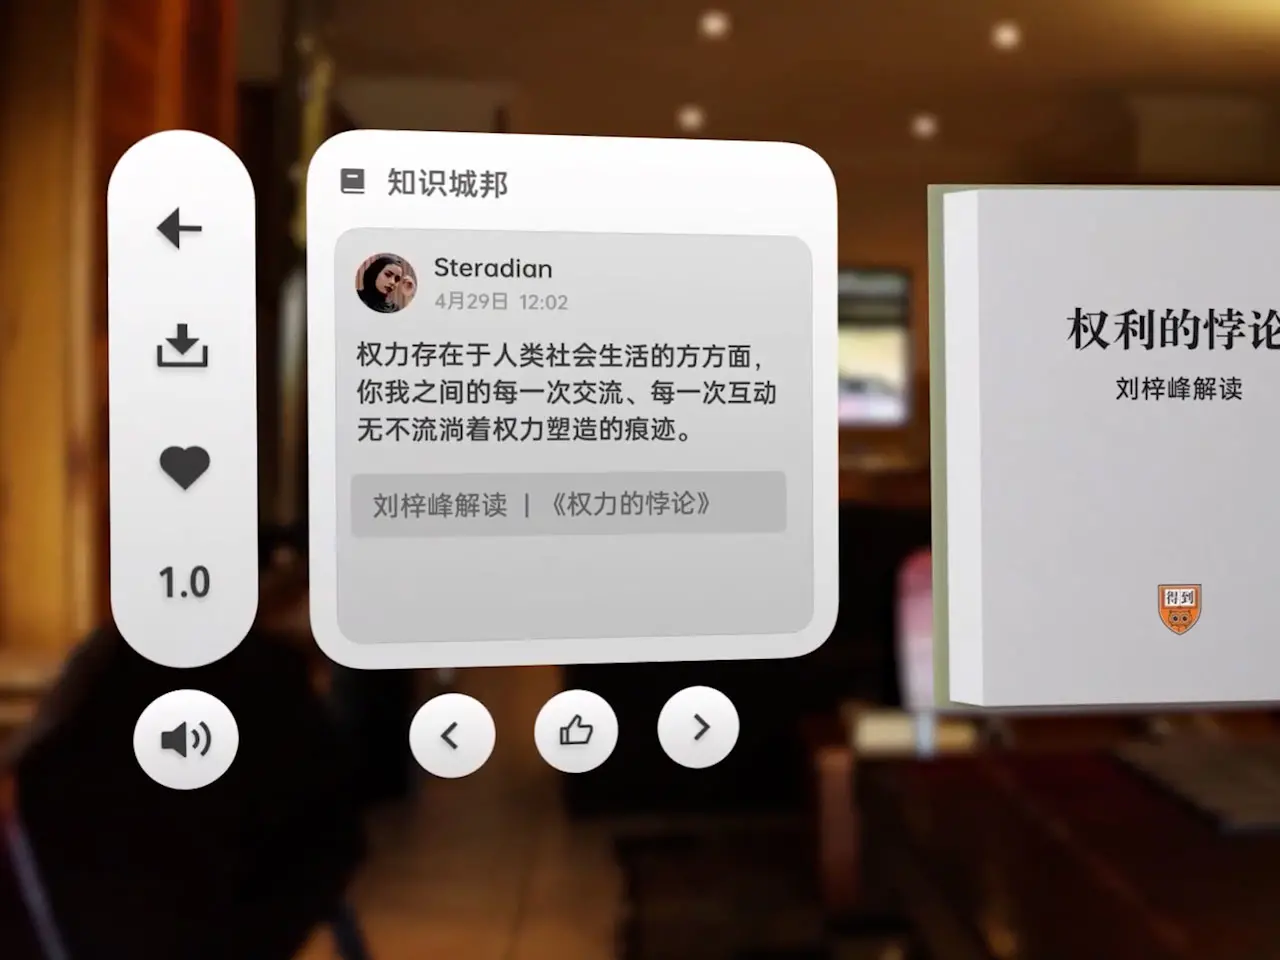 知识城邦
Steradian
4月29日 12:02
权力存在于人类社会生活的方方面，
你我之间的每一次交流、每一次互动
无不流淌着权力塑造的痕迹。
刘梓峰解读 | 《权力的悖论》
1.0
权利的悖论
刘梓峰解读
得到